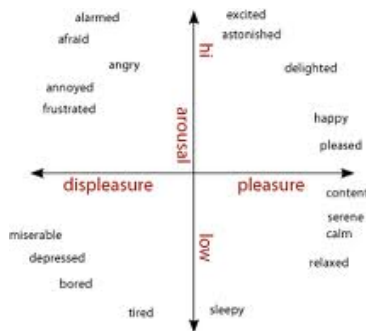 alarmed
excited
afraid
astonished
hi
angry
delighted
annoyed
frustrated
arousal
happy
pleased
displeasure
pleasure
content
serene
miserable
low
calm
depressed
relaxed
bored
tired
sleepy